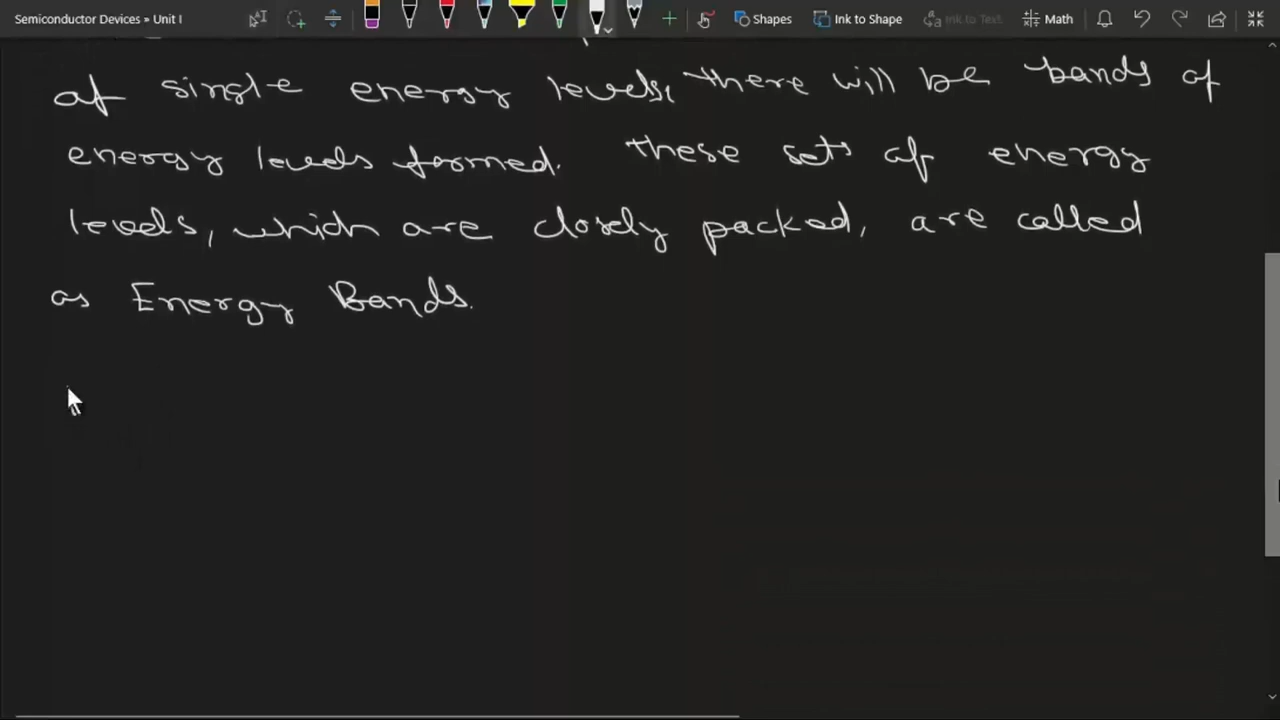 Semiconductor Devices » Unit I
Shapes
Ink to Shape
Ink to Text
Math
of single energy levels, there will be bands of
energy levels formed. These sets of energy
levels, which are closely packed, are called
as Energy Bands.